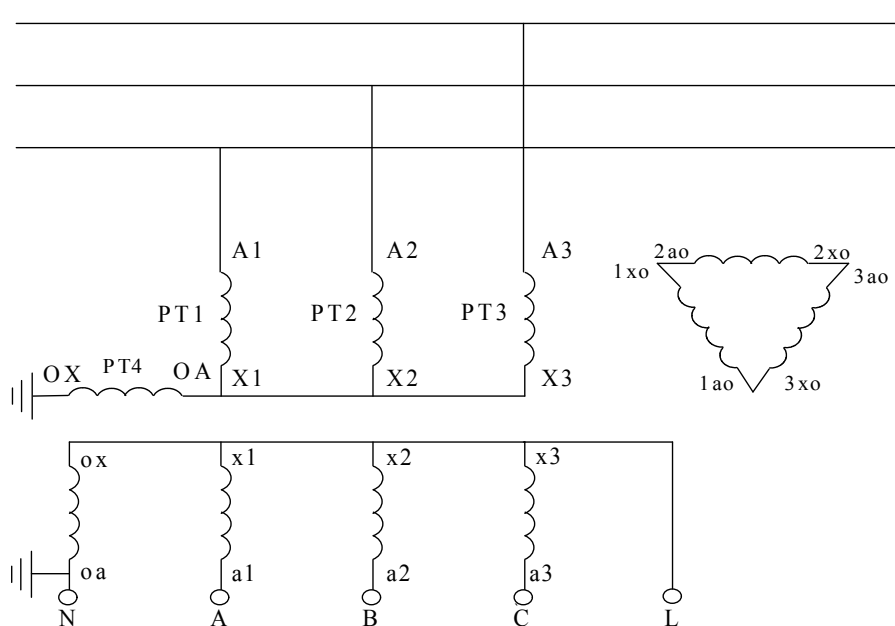 A1 A2 A3
2ao 2xo
1xo 3ao
PT1 PT2 PT3
OX PT4 OA X1 X2 X3
1ao 3xo
ox x1 x2 x3
oa a1 a2 a3
N A B C L